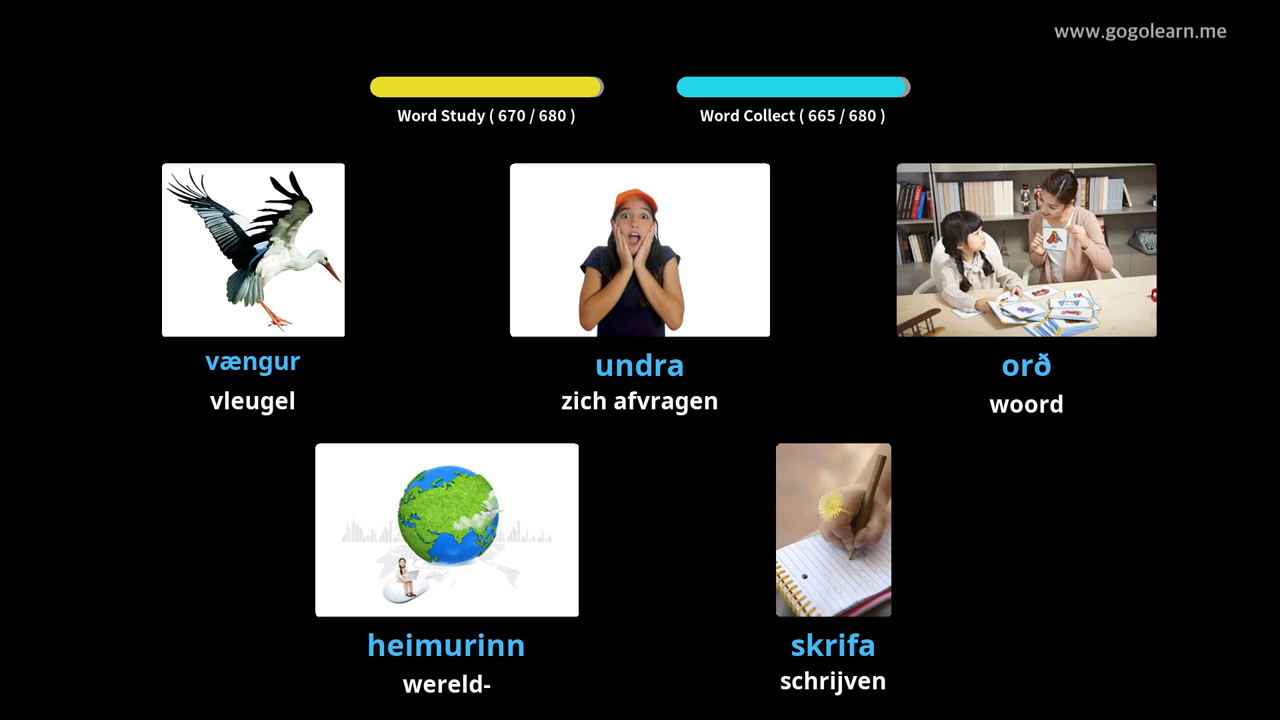 www.gogolearn.me
Word Study ( 670 / 680 )
Word Collect ( 665 / 680 )
vængur
vleugel
undra
zich afvragen
orð
woord
heimurinn
wereld-
skrifa
schrijven